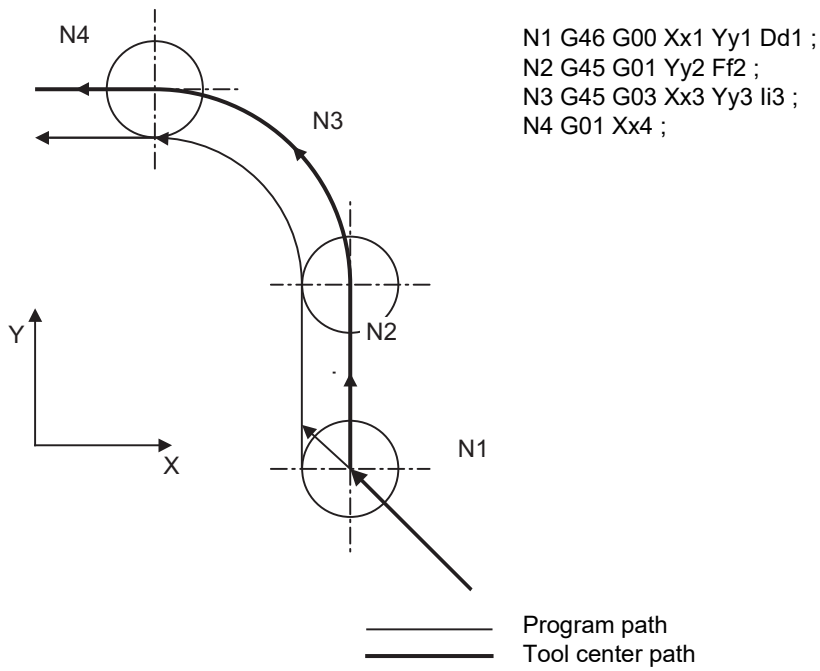 N4
N1 G46 G00 Xx1 Yy1 Dd1 ;
N2 G45 G01 Yy2 Ff2 ;
N3 G45 G03 Xx3 Yy3 Ii3 ;
N4 G01 Xx4 ;
N3
N2
Y
X
N1
Program path
Tool center path